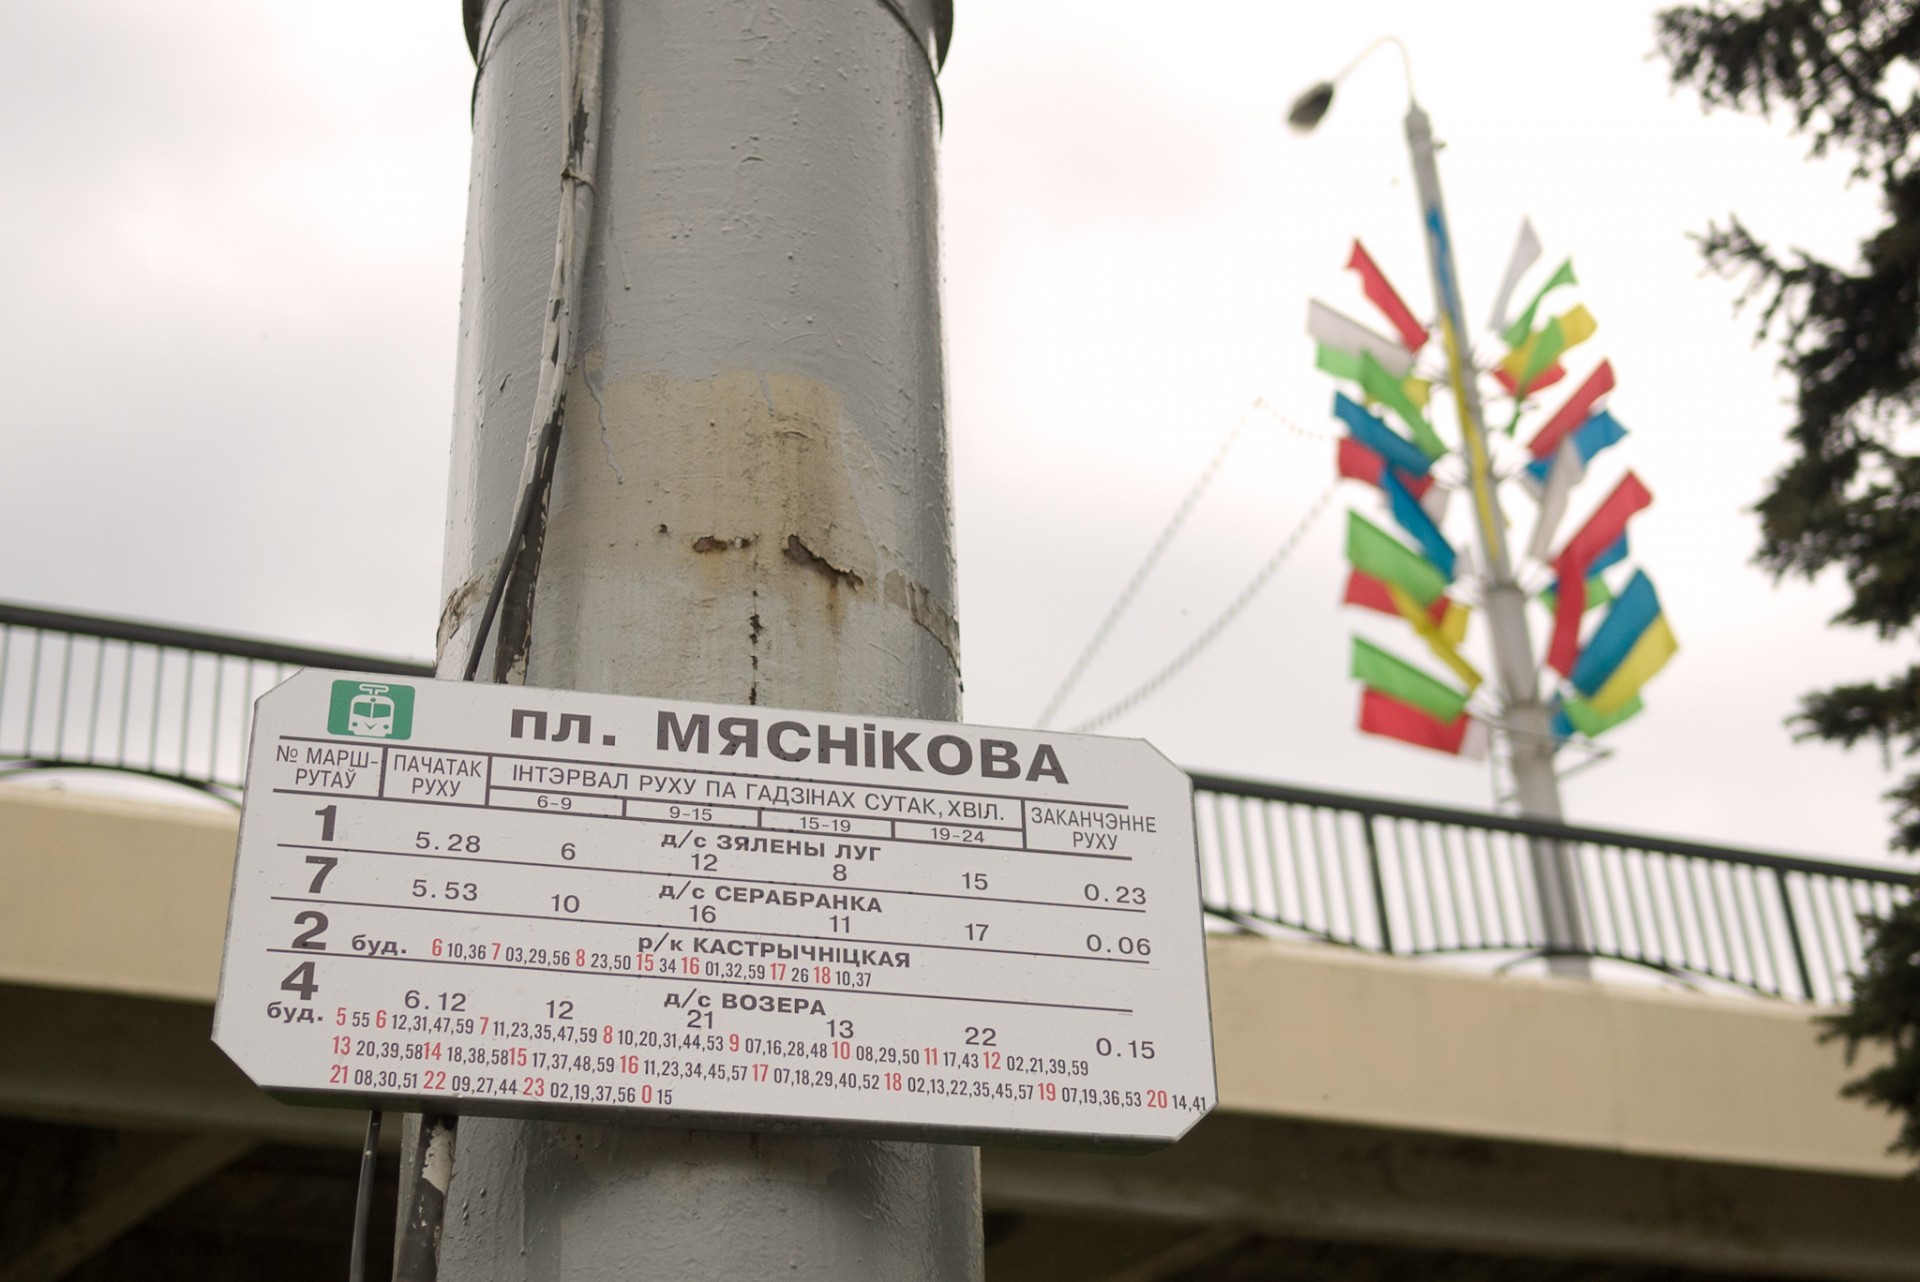 пл. МЯСНіКОВА
№ МАРШ-РУТАЎ ПАЧАТАК РУХУ ІНТЭРВАЛ РУХУ ПА ГАДЗІНАХ СУТАК, ХВІЛ. ЗАКАНЧЭННЕ РУХУ
6-9 9-15 15-19 19-24
1 д/с ЗЯЛЕНЫ ЛУГ
5.28 6 12 8 15 0.23
7 д/с СЕРАБРАНКА
5.53 10 16 11 17 0.06
2 р/к КАСТРЫЧНІЦКАЯ
буд. 6 10,36 7 03,29,56 8 23,50 15 34 16 01,32,59 17 26 18 10,37
4 д/с ВОЗЕРА
6.12 12 21 13 22 0.15
буд. 5 55 6 12,31,47,59 7 11,23,35,47,59 8 10,20,31,44,53 9 07,16,28,48 10 08,29,50 11 17,43 12 02,21,39,59
13 20,39,58 14 18,38,58 15 17,37,48,59 16 11,23,34,45,57 17 07,18,29,40,52 18 02,13,22,35,45,57 19 07,19,36,53 20 14,41
21 08,30,51 22 09,27,44 23 02,19,37,56 0 15